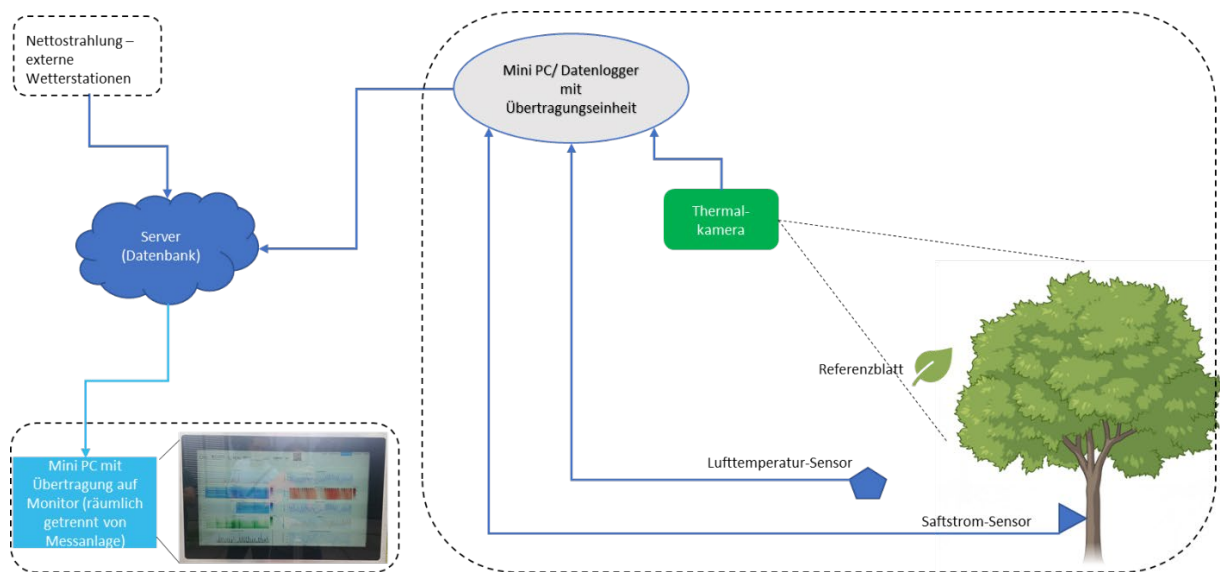 Nettostrahlung –
externe
Wetterstationen
Mini PC/ Datenlogger
mit
Übertragungseinheit
Server
(Datenbank)
Thermal-
kamera
Referenzblatt
Lufttemperatur-Sensor
Saftstrom-Sensor
Mini PC mit
Übertragung auf
Monitor (räumlich
getrennt von
Messanlage)